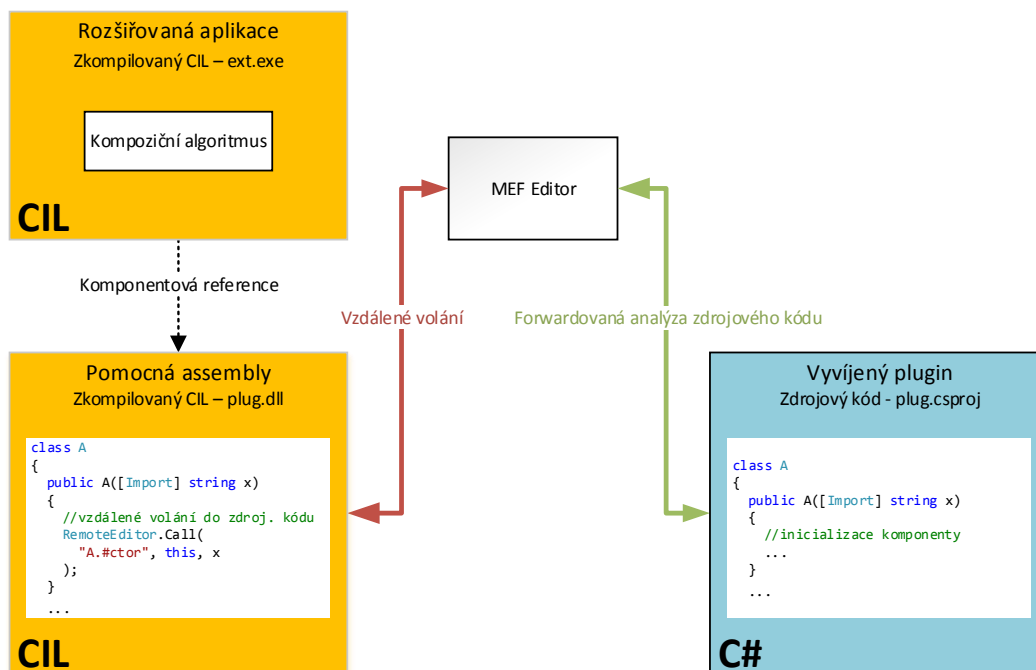 Rozšiřovaná aplikace
Zkompilovaný CIL – ext.exe
Kompoziční algoritmus
CIL
MEF Editor
Komponentová reference
Vzdálené volání
Forwardovaná analýza zdrojového kódu
Pomocná assembly
Zkompilovaný CIL – plug.dll
class A
{
public A([Import] string x)
{
//vzdálené volání do zdroj. kódu
RemoteEditor.Call(
"A.#ctor", this, x
);
}
...
CIL
Vyvíjený plugin
Zdrojový kód - plug.csproj
class A
{
public A([Import] string x)
{
//inicializace komponenty
...
}
...
C#